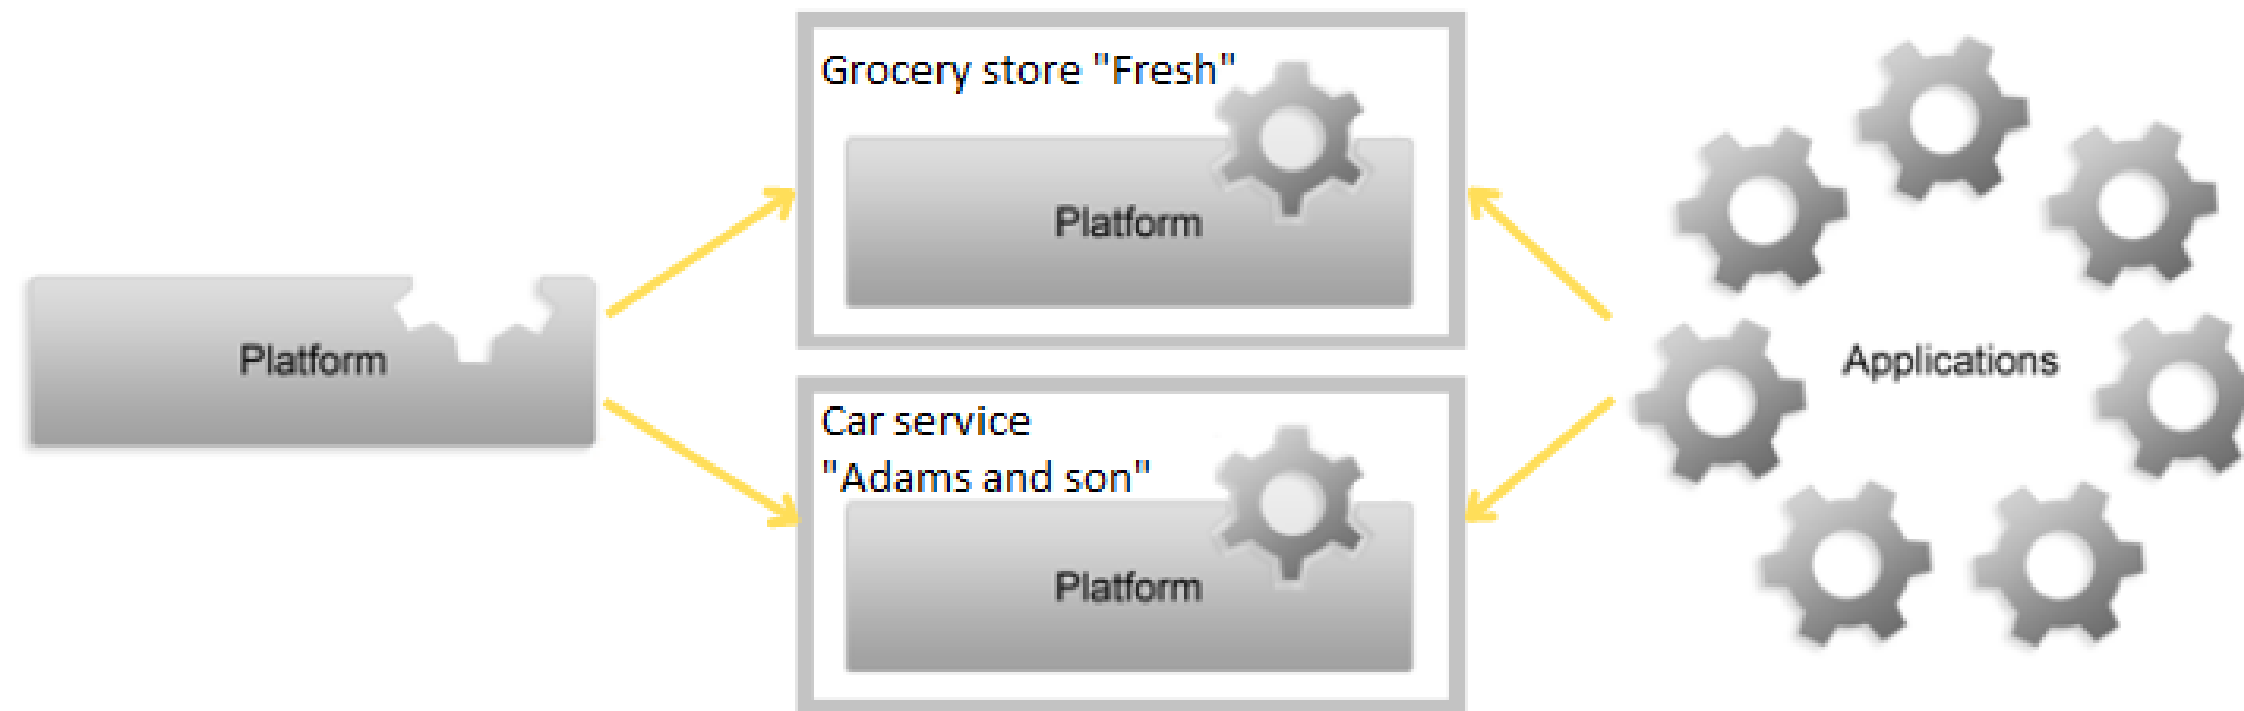 Platform
Grocery store "Fresh"
Platform
Car service
"Adams and son"
Platform
Applications